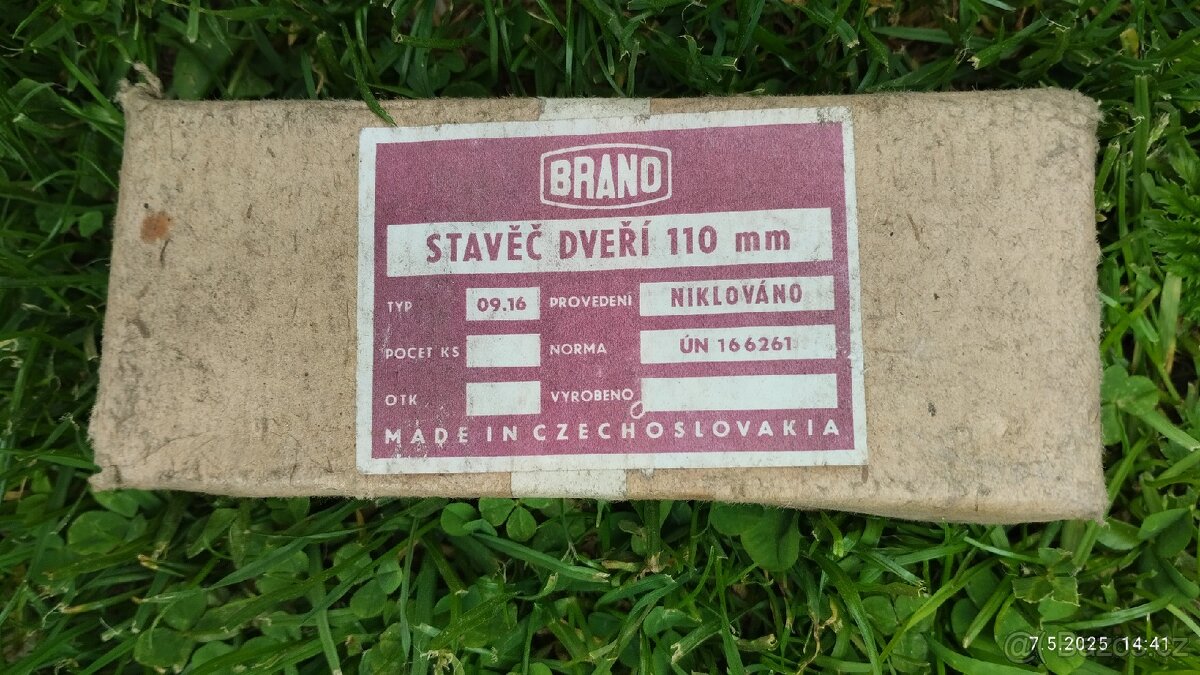 BRANO
STAVĚČ DVEŘÍ 110 mm
TYP 09.16 PROVEDENÍ NIKLOVÁNO
POČET KS NORMA ÚN 166261
OTK VYROBENO
MADE IN CZECHOSLOVAKIA
7.5.2025 14:41